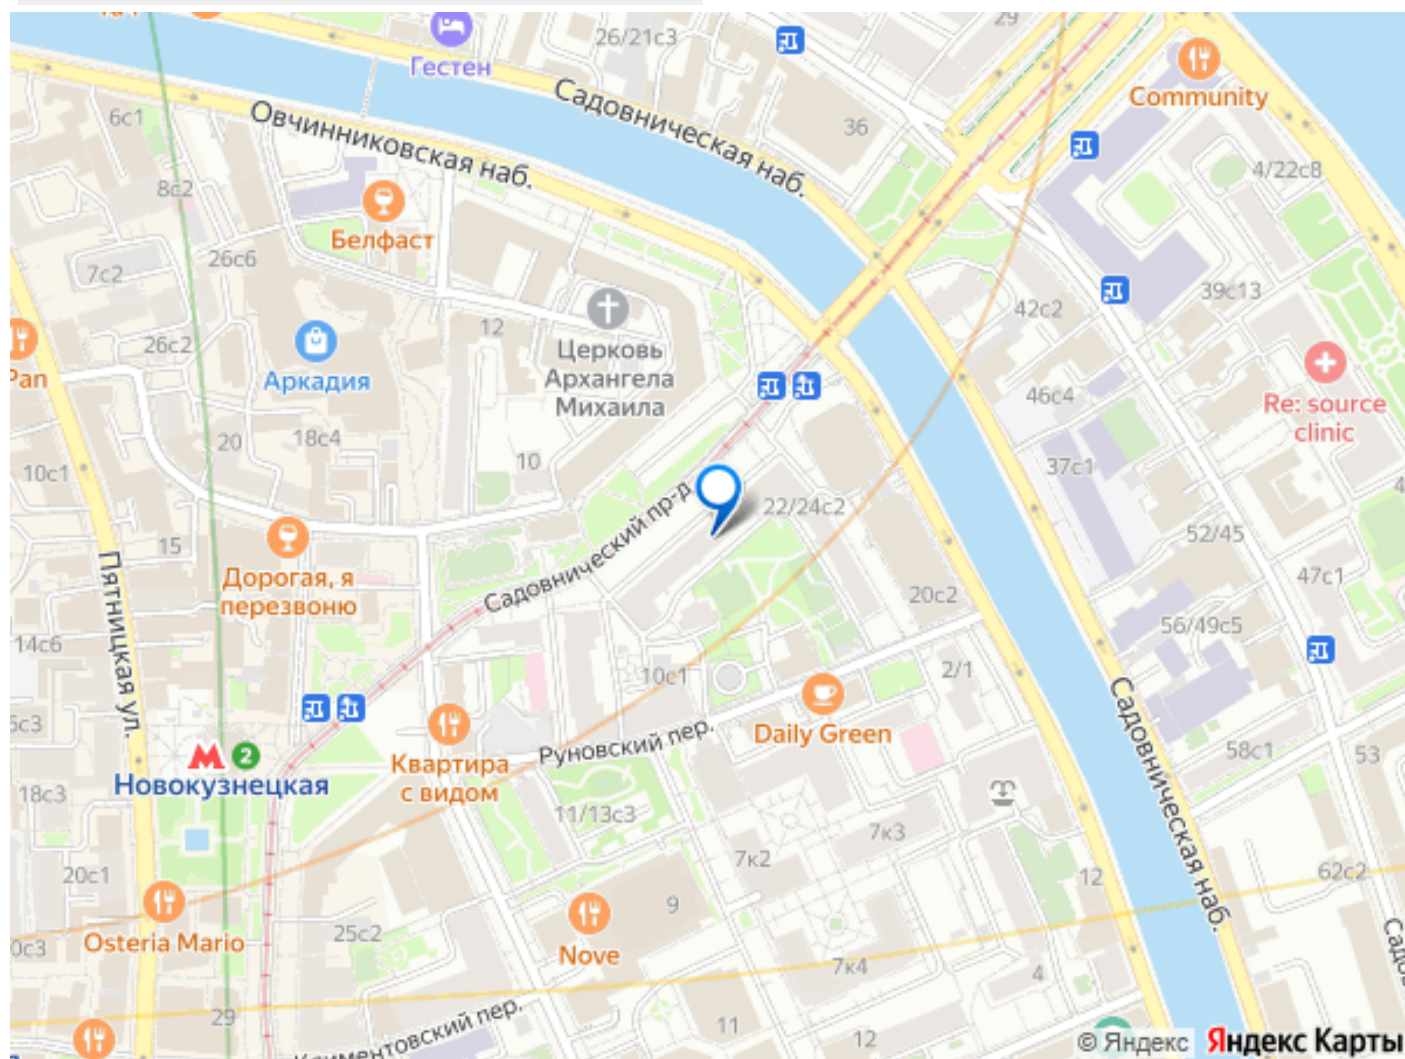 Гестен
26/21с3
29
Community
Садовническая наб.
6с1
Овчинниковская наб.
36
4/22с8
8с2
Белфаст
26с6
7с2
39с13
42с2
12
26с2
Церковь
Архангела
Михаила
Pan
Аркадия
46с4
Re: source
clinic
20
18с4
10с1
10
37с1
22/24с2
Садовнический пр-д
52/45
15
Пятницкая ул.
Дорогая, я
перезвоню
47с1
20с2
14с6
56/49с5
10с1
2/1
Садовническая наб.
Daily Green
Руновский пер.
2
Новокузнецкая
Квартира
с видом
58с1
53
18с3
11/13с3
7к3
7к2
20с1
62с2
12
9
Osteria Mario
25с2
Nove
7к4
4
29
11
12
Климентовский пер.
© Яндекс Яндекс Карты